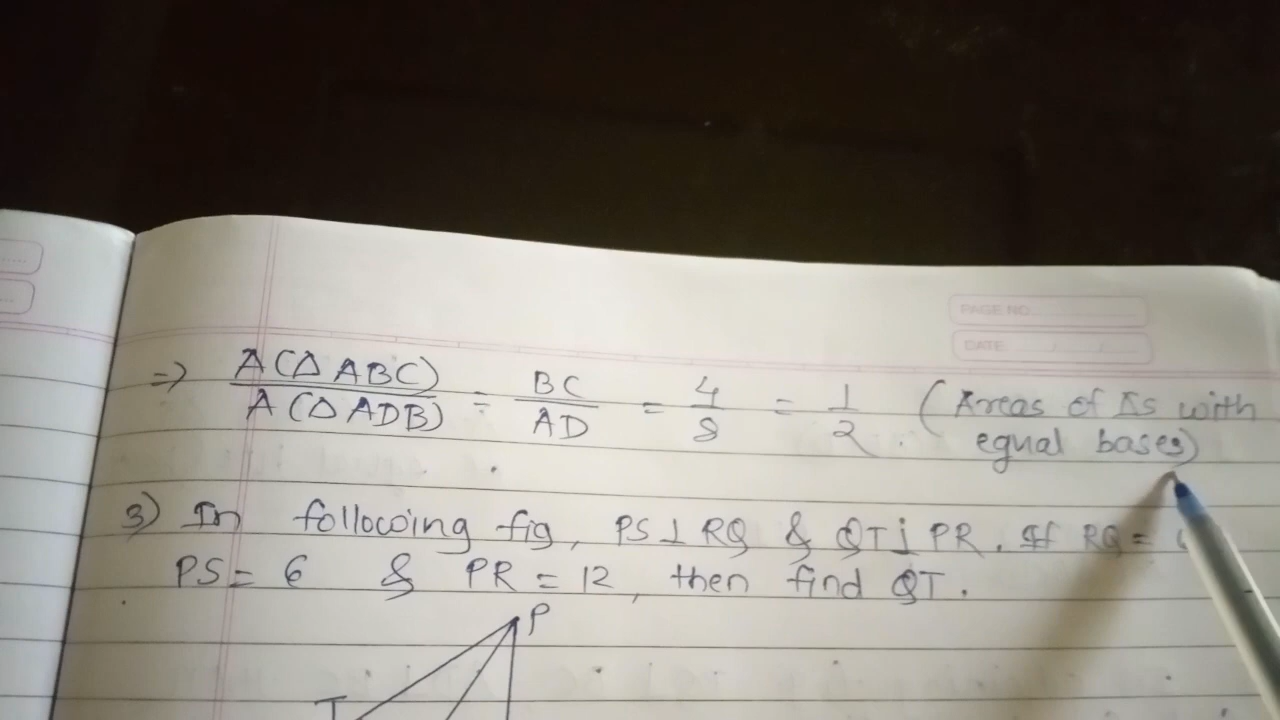 PAGE NO.
DATE
=> A(Δ ABC) / A(Δ ADB) = BC / AD = 4 / 8 = 1 / 2 . (Areas of Δs with
equal bases)
3) In following fig, PS⊥RQ & QT⊥PR. If RQ=
PS= 6 & PR = 12, then find QT.
P
T